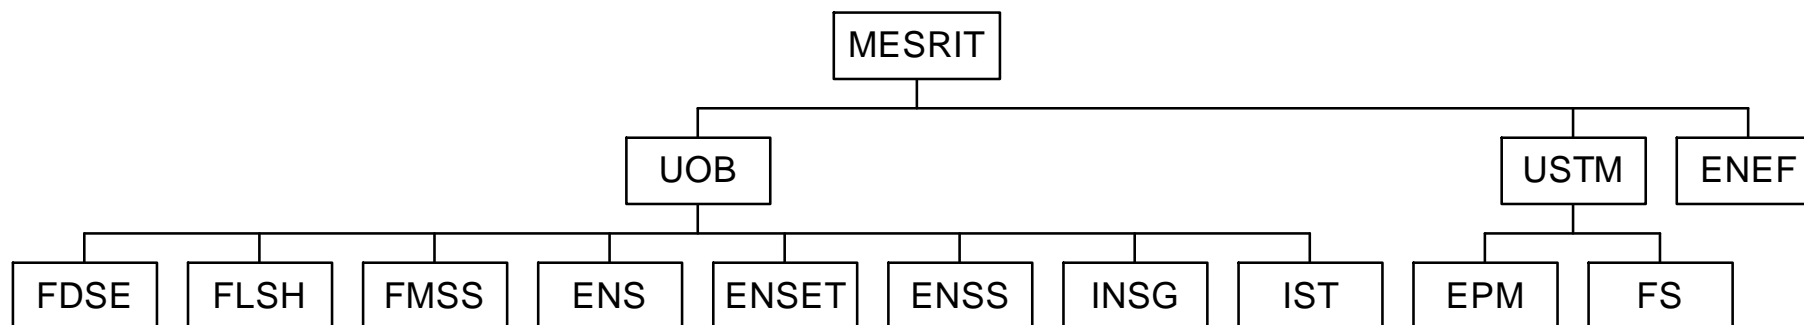 MESRIT
UOB USTM ENEF
FDSE FLSH FMSS ENS ENSET ENSS INSG IST EPM FS